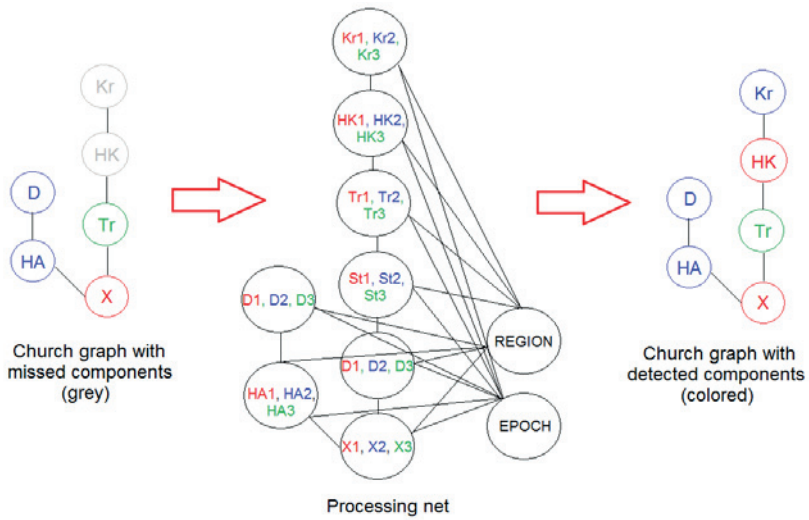 Kr
HK
D
Tr
HA
X
Church graph with
missed components
(grey)
Kr1, Kr2,
Kr3
HK1, HK2,
HK3
Tr1, Tr2,
Tr3
St1, St2,
St3
D1, D2, D3
D1, D2, D3
HA1, HA2,
HA3
X1, X2, X3
REGION
EPOCH
Processing net
Kr
HK
D
Tr
HA
X
Church graph with
detected components
(colored)